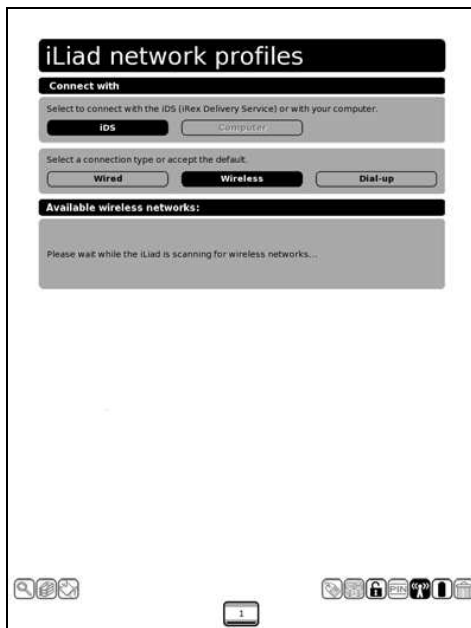 iLiad network profiles
Connect with
Select to connect with the iDS (iRex Delivery Service) or with your computer.
iDS Computer
Select a connection type or accept the default.
Wired Wireless Dial-up
Available wireless networks:
Please wait while the iLiad is scanning for wireless networks...
PIN
1